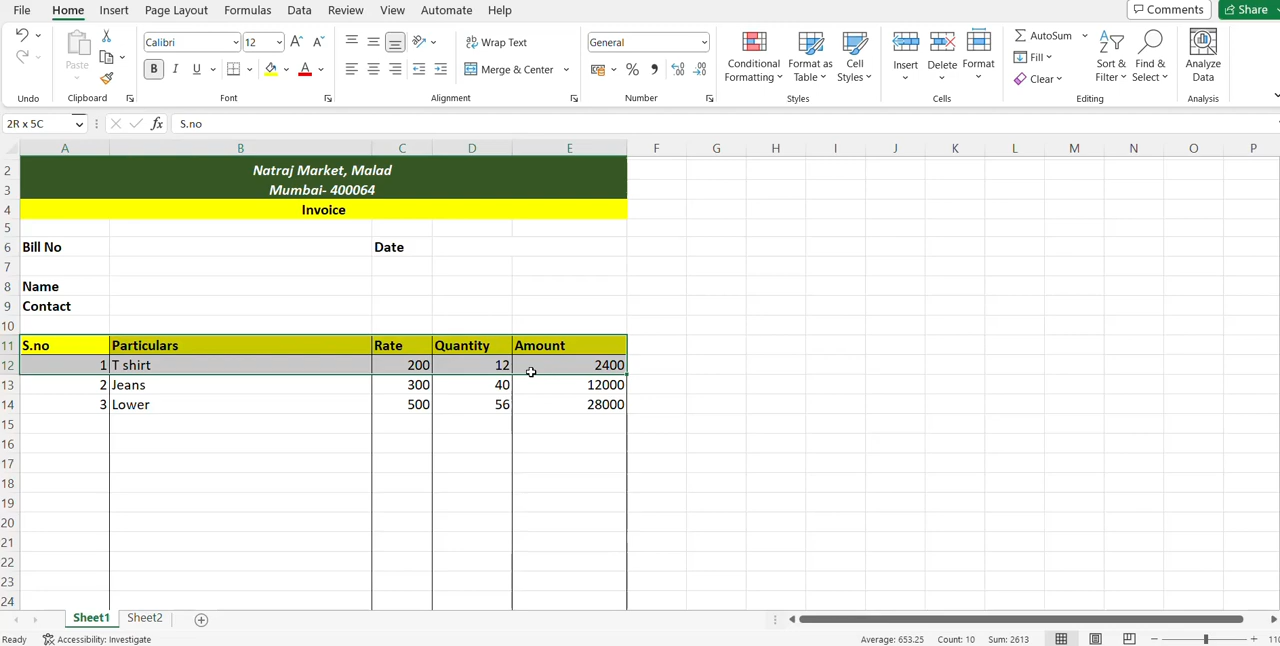 File Home Insert Page Layout Formulas Data Review View Automate Help Comments Share
Calibri 12 Wrap Text General AutoSum
Paste B I U Merge & Center % , Conditional Formatting Format as Table Cell Styles Insert Delete Format Fill Clear Sort & Filter Find & Select Analyze Data
Undo Clipboard Font Alignment Number Styles Cells Editing Analysis
2R x 5C fx S.no
A B C D E F G H I J K L M N O P
2 Natraj Market, Malad
3 Mumbai- 400064
4 Invoice
5
6 Bill No Date
7
8 Name
9 Contact
10
11 S.no Particulars Rate Quantity Amount
12 1 T shirt 200 12 2400
13 2 Jeans 300 40 12000
14 3 Lower 500 56 28000
15
16
17
18
19
20
21
22
23
24
Sheet1 Sheet2
Ready Accessibility: Investigate Average: 653.25 Count: 10 Sum: 2613